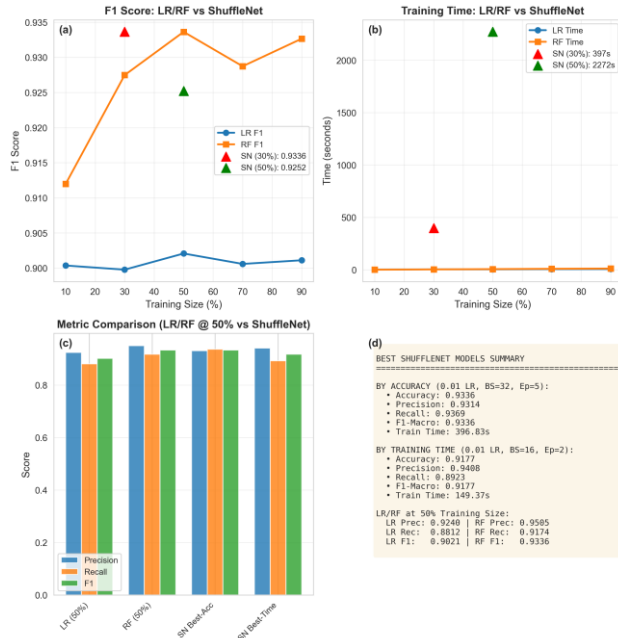 F1 Score: LR/RF vs ShuffleNet
(a)
0.935
0.930
0.925
0.920
0.915
0.910
0.905
0.900
F1 Score
LR F1
RF F1
SN (30%): 0.9336
SN (50%): 0.9252
10 20 30 40 50 60 70 80 90
Training Size (%)
Training Time: LR/RF vs ShuffleNet
(b)
2000
1500
1000
500
0
Time (seconds)
LR Time
RF Time
SN (30%): 397s
SN (50%): 2272s
10 20 30 40 50 60 70 80 90
Training Size (%)
Metric Comparison (LR/RF @ 50% vs ShuffleNet)
(c)
0.8
0.6
0.4
0.2
0.0
Score
Precision
Recall
F1
LR (50%)
RF (50%)
SN Best-Acc
SN Best-Time
(d)
BEST SHUFFLENET MODELS SUMMARY
==================================================
BY ACCURACY (0.01 LR, BS=32, Ep=5):
• Accuracy: 0.9336
• Precision: 0.9314
• Recall: 0.9369
• F1-Macro: 0.9336
• Train Time: 396.83s
BY TRAINING TIME (0.01 LR, BS=16, Ep=2):
• Accuracy: 0.9177
• Precision: 0.9408
• Recall: 0.8923
• F1-Macro: 0.9177
• Train Time: 149.37s
LR/RF at 50% Training Size:
LR Prec: 0.9240 | RF Prec: 0.9505
LR Rec: 0.8812 | RF Rec: 0.9174
LR F1: 0.9021 | RF F1: 0.9336